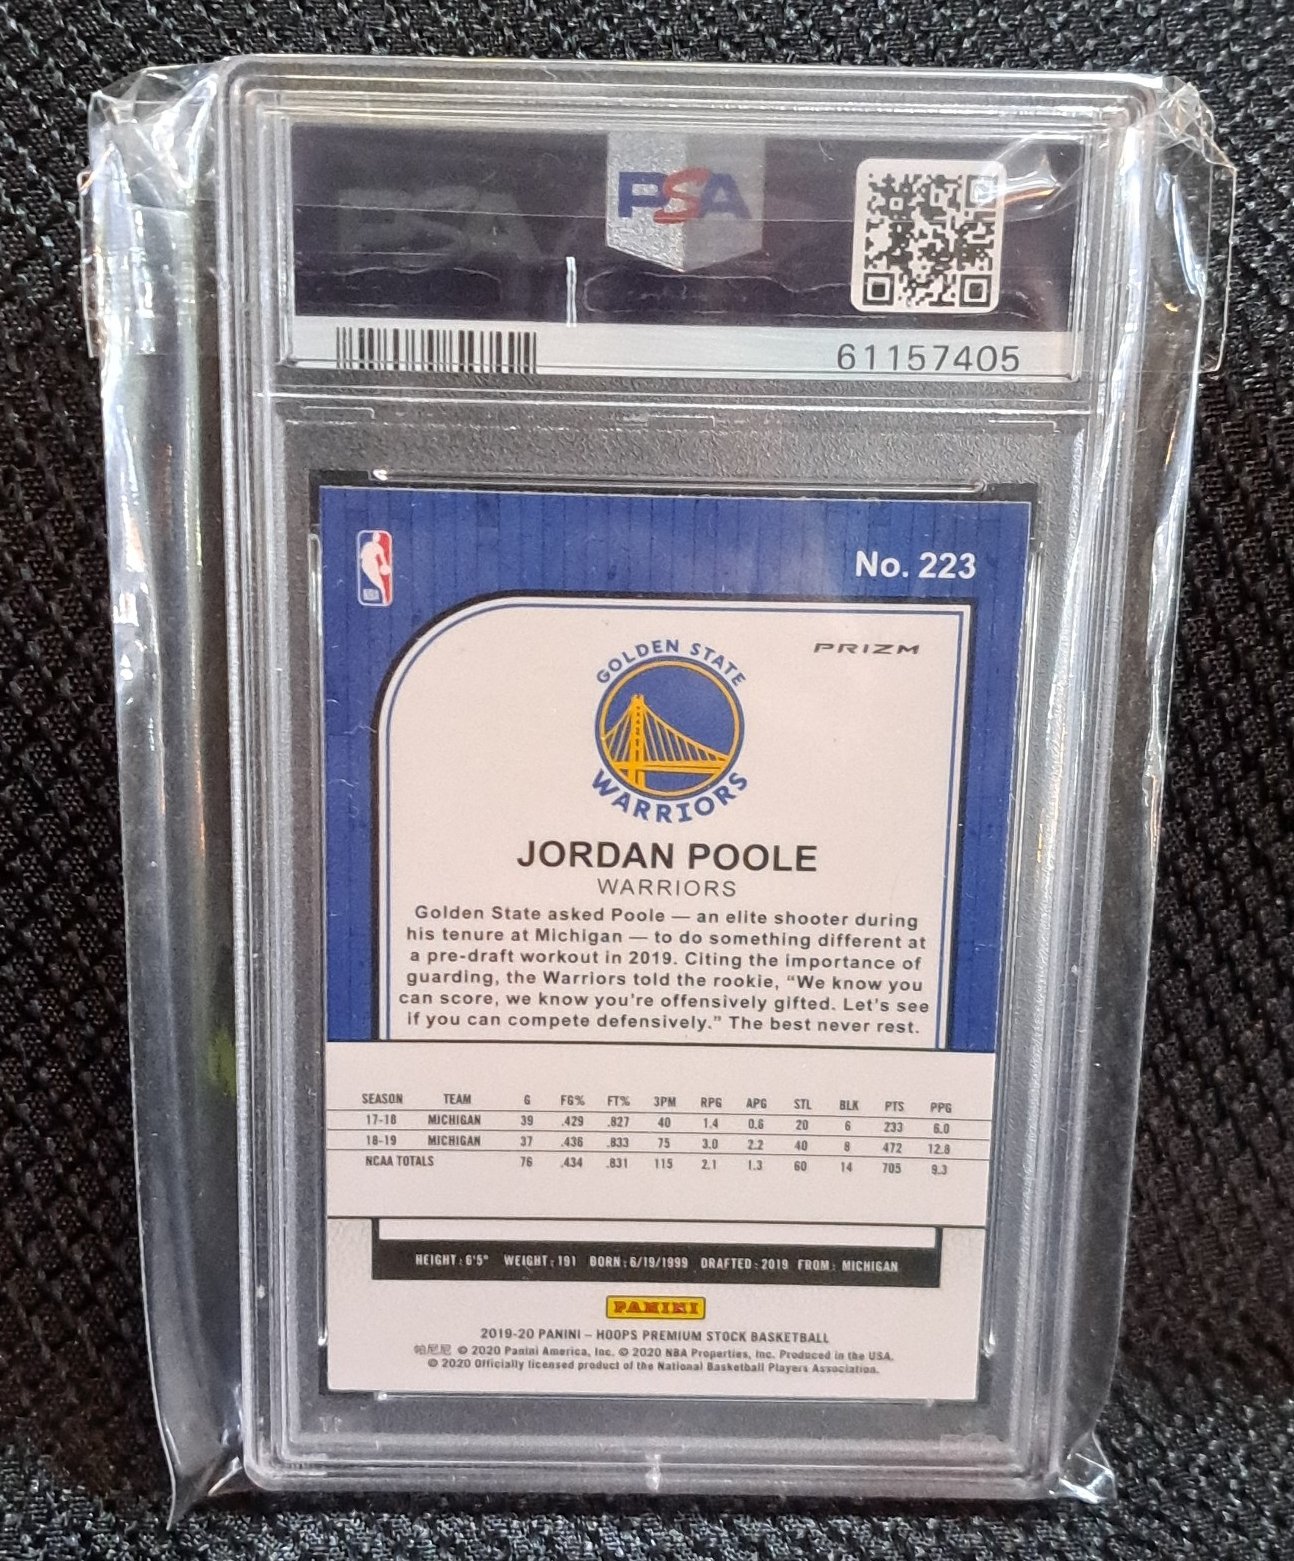 PSA
61157405
No. 223
NBA
PRIZM
GOLDEN STATE
WARRIORS
JORDAN POOLE
WARRIORS
Golden State asked Poole — an elite shooter during
his tenure at Michigan — to do something different at
a pre-draft workout in 2019. Citing the importance of
guarding, the Warriors told the rookie, “We know you
can score, we know you're offensively gifted. Let's see
if you can compete defensively.” The best never rest.
SEASON TEAM G FG% FT% 3PM RPG APG STL BLK PTS PPG
17-18 MICHIGAN 39 .429 .827 40 1.4 0.6 20 6 233 6.0
18-19 MICHIGAN 37 .436 .833 75 3.0 2.2 40 8 472 12.8
NCAA TOTALS 76 .434 .831 115 2.1 1.3 60 14 705 9.3
HEIGHT: 6'5" WEIGHT: 191 BORN: 6/19/1999 DRAFTED: 2019 FROM: MICHIGAN
PANINI
2019-20 PANINI – HOOPS PREMIUM STOCK BASKETBALL
帕尼尼 © 2020 Panini America, Inc. © 2020 NBA Properties, Inc. Produced in the USA.
© 2020 Officially licensed product of the National Basketball Players Association.